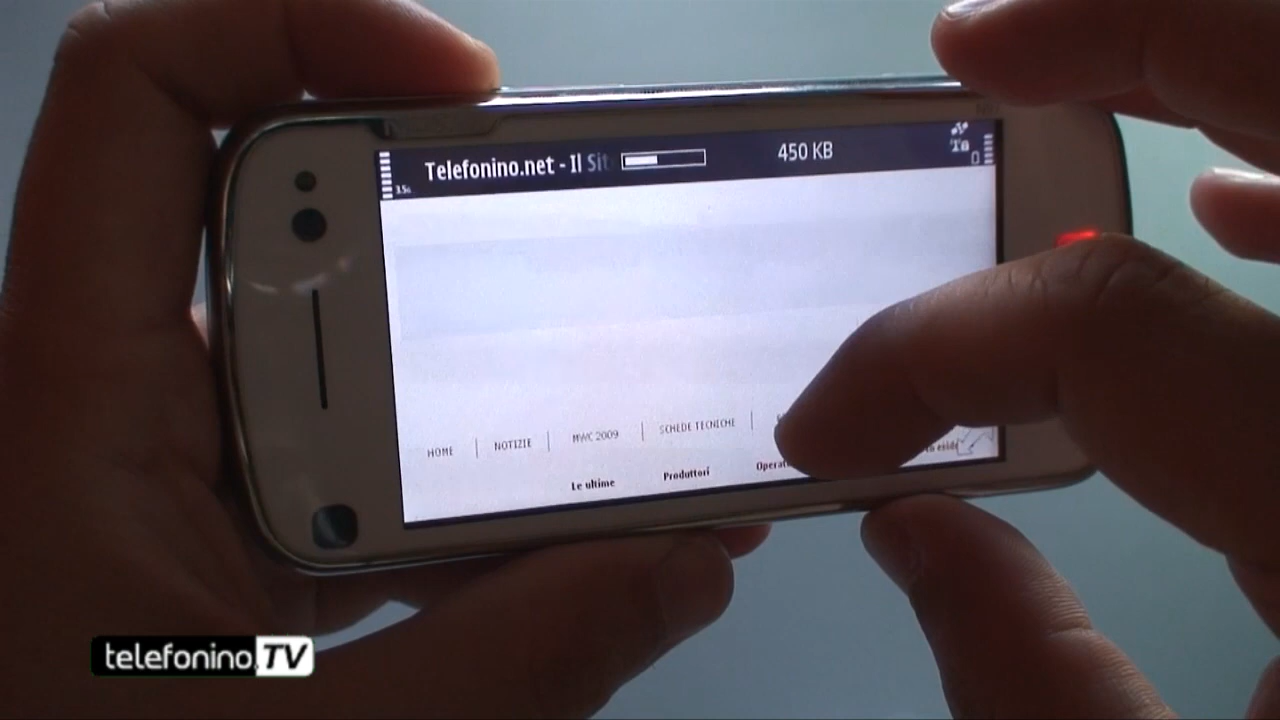 Telefonino.net - Il Sit
450 KB
3.5G
HOME
NOTIZIE
MWC 2009
SCHEDE TECNICHE
Le ultime
Produttori
Operat
telefonino.TV